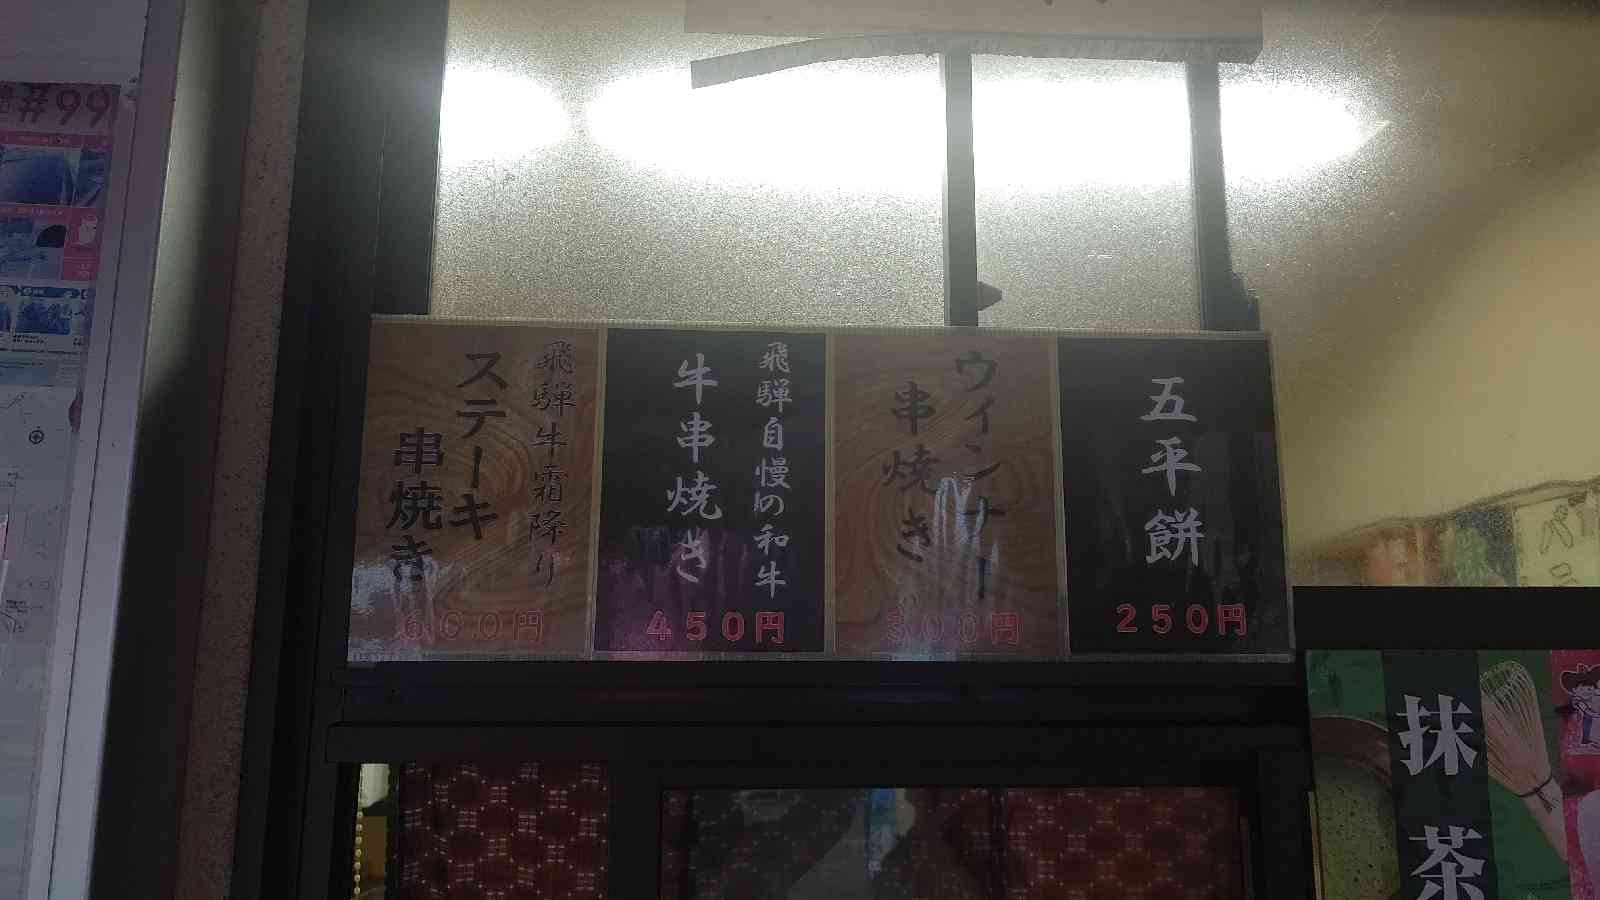 #99
飛騨牛霜降り
ステーキ
串焼き
600円
飛騨自慢の和牛
牛串焼き
450円
ウィンナー
串焼き
300円
五平餅
250円
抹茶